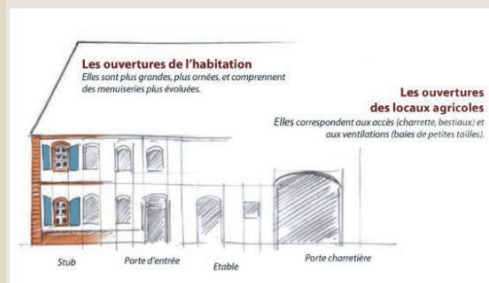 Les ouvertures de l'habitation
Elles sont plus grandes, plus ornées, et comprennent
des menuiseries plus évoluées.
Les ouvertures
des locaux agricoles
Elles correspondent aux accès (charrette, bestiaux) et
aux ventilations (baies de petites tailles).
Stub
Porte d'entrée
Etable
Porte charretière